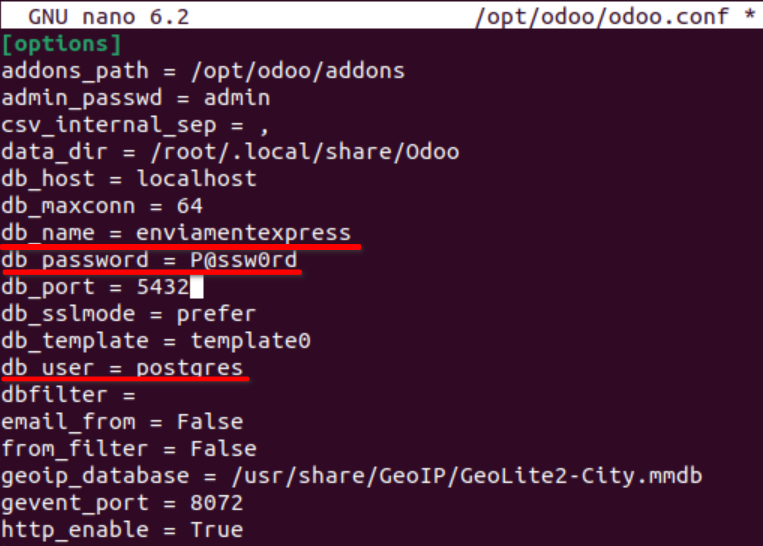 GNU nano 6.2 /opt/odoo/odoo.conf *
[options]
addons_path = /opt/odoo/addons
admin_passwd = admin
csv_internal_sep = ,
data_dir = /root/.local/share/Odoo
db_host = localhost
db_maxconn = 64
db_name = enviamentexpress
db_password = P@ssw0rd
db_port = 5432
db_sslmode = prefer
db_template = template0
db_user = postgres
dbfilter =
email_from = False
from_filter = False
geoip_database = /usr/share/GeoIP/GeoLite2-City.mmdb
gevent_port = 8072
http_enable = True